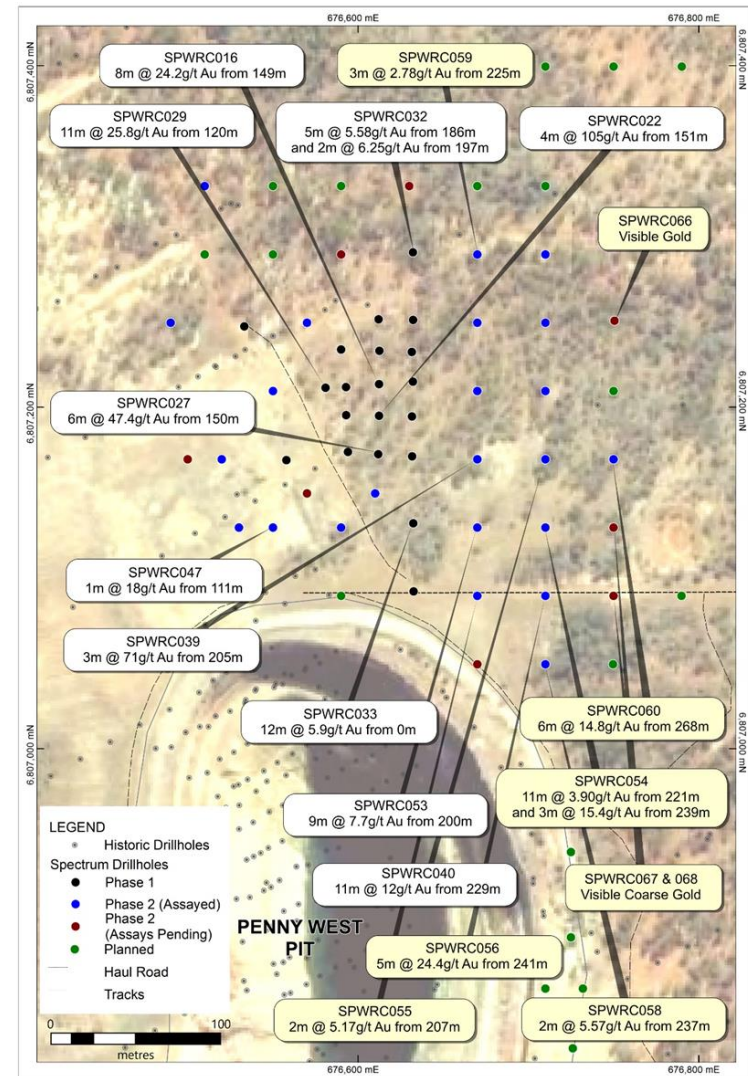 676,600 mE
676,800 mE
6,807,400 mN
6,807,400 mN
SPWRC016
8m @ 24.2g/t Au from 149m
SPWRC059
3m @ 2.78g/t Au from 225m
SPWRC029
11m @ 25.8g/t Au from 120m
SPWRC032
5m @ 5.58g/t Au from 186m
and 2m @ 6.25g/t Au from 197m
SPWRC022
4m @ 105g/t Au from 151m
SPWRC066
Visible Gold
6,807,200 mN
6,807,200 mN
SPWRC027
6m @ 47.4g/t Au from 150m
SPWRC047
1m @ 18g/t Au from 111m
SPWRC039
3m @ 71g/t Au from 205m
SPWRC033
12m @ 5.9g/t Au from 0m
SPWRC060
6m @ 14.8g/t Au from 268m
6,807,000 mN
6,807,000 mN
SPWRC054
11m @ 3.90g/t Au from 221m
and 3m @ 15.4g/t Au from 239m
SPWRC053
9m @ 7.7g/t Au from 200m
SPWRC040
11m @ 12g/t Au from 229m
SPWRC067 & 068
Visible Coarse Gold
LEGEND
Historic Drillholes
Spectrum Drillholes
Phase 1
Phase 2 (Assayed)
Phase 2
(Assays Pending)
Planned
Haul Road
Tracks
PENNY WEST
PIT
SPWRC056
5m @ 24.4g/t Au from 241m
SPWRC055
2m @ 5.17g/t Au from 207m
SPWRC058
2m @ 5.57g/t Au from 237m
0
100
metres
676,600 mE
676,800 mE